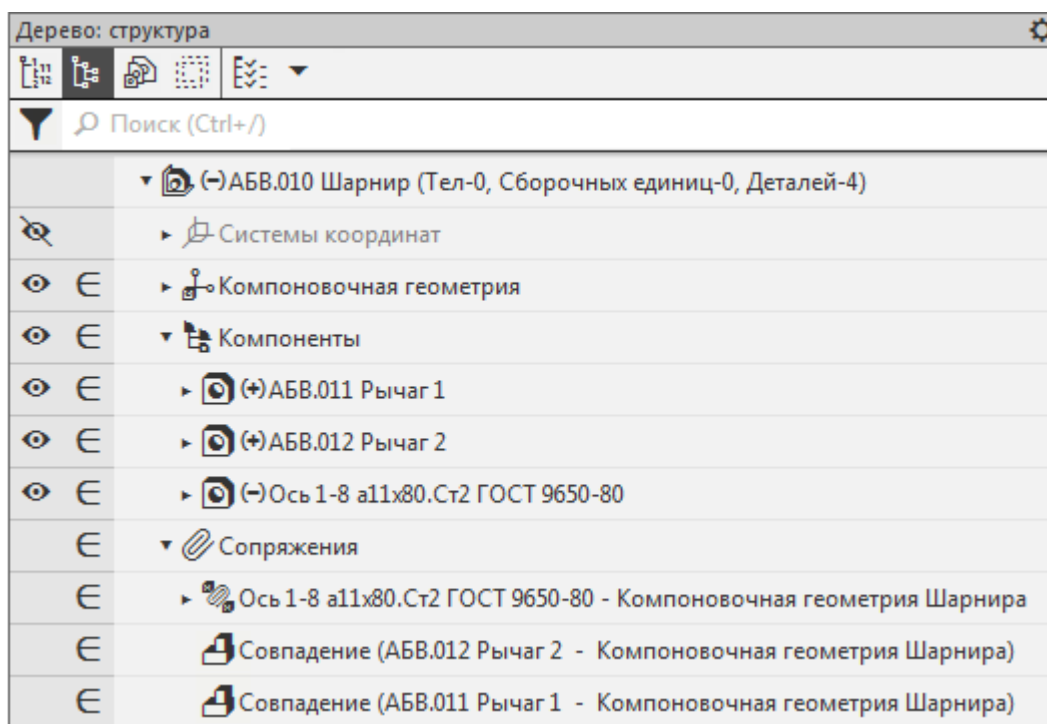 Дерево: структура
Поиск (Ctrl+/)
(-)АБВ.010 Шарнир (Тел-0, Сборочных единиц-0, Деталей-4)
Системы координат
Компоновочная геометрия
Компоненты
(+)АБВ.011 Рычаг 1
(+)АБВ.012 Рычаг 2
(-)Ось 1-8 а11х80.Ст2 ГОСТ 9650-80
Сопряжения
Ось 1-8 а11х80.Ст2 ГОСТ 9650-80 - Компоновочная геометрия Шарнира
Совпадение (АБВ.012 Рычаг 2 - Компоновочная геометрия Шарнира)
Совпадение (АБВ.011 Рычаг 1 - Компоновочная геометрия Шарнира)